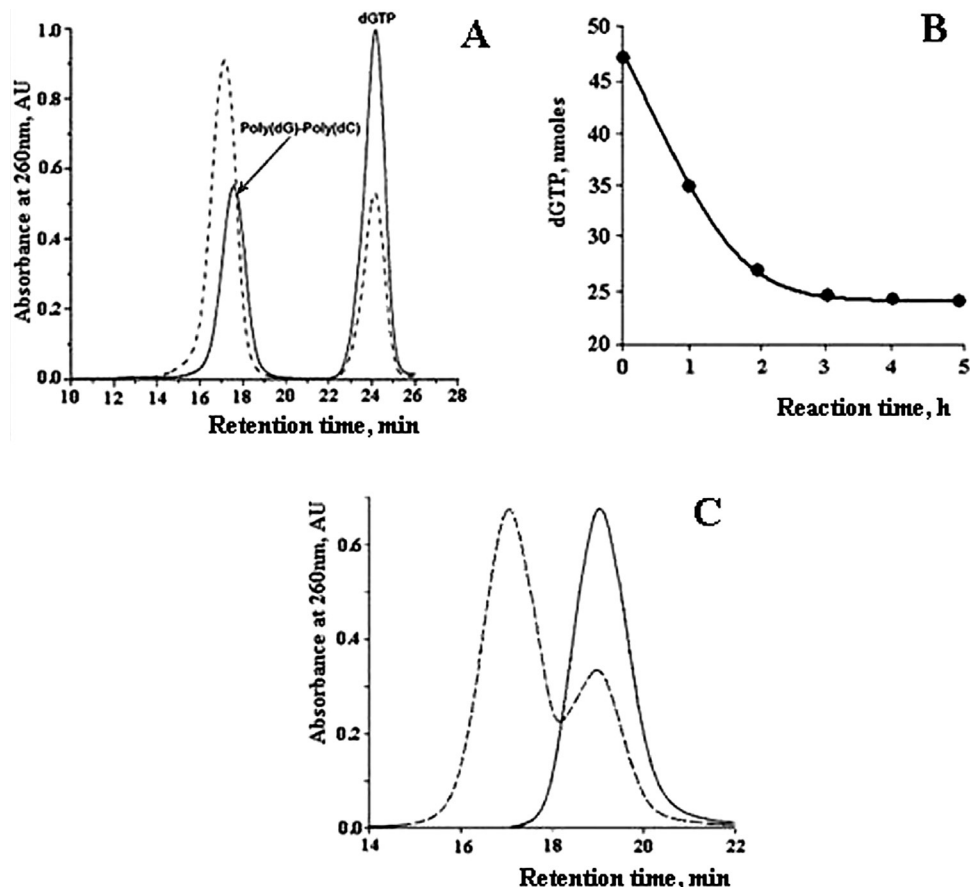 A
dGTP
Poly(dG)-Poly(dC)
Absorbance at 260nm, AU
1.0
0.8
0.6
0.4
0.2
0.0
10 12 14 16 18 20 22 24 26 28
Retention time, min
B
dGTP, nmoles
50
45
35
30
25
20
0 1 2 3 4 5
Reaction time, h
C
Absorbance at 260nm, AU
0.6
0.4
0.2
0.0
14 16 18 20 22
Retention time, min